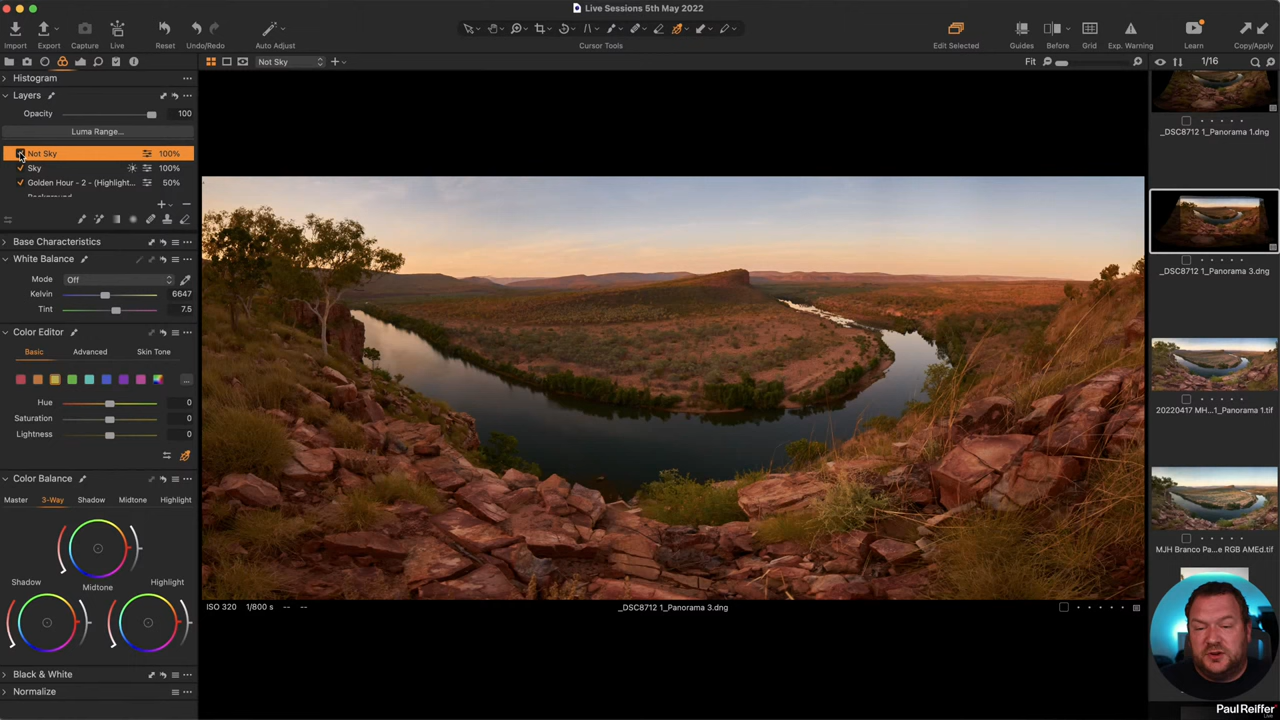 Live Sessions 5th May 2022
Import
Export
Capture
Live
Reset
Undo/Redo
Auto Adjust
Cursor Tools
Edit Selected
Guides
Before
Grid
Exp. Warning
Learn
Copy/Apply
Not Sky
Fit
1/16
Histogram
Layers
Opacity 100
Luma Range...
Not Sky 100%
Sky 100%
Golden Hour - 2 - (Highlight... 50%
Background
Base Characteristics
White Balance
Mode Off
Kelvin 6647
Tint 7.5
Color Editor
Basic Advanced Skin Tone
...
Hue 0
Saturation 0
Lightness 0
Color Balance
Master 3-Way Shadow Midtone Highlight
Shadow
Midtone
Highlight
Black & White
Normalize
ISO 320 1/800 s -- --
_DSC8712 1_Panorama 3.dng
_DSC8712 1_Panorama 1.dng
_DSC8712 1_Panorama 3.dng
20220417 MH...1_Panorama 1.tif
MJH Branco Pa...e RGB AMEd.tif
Paul Reiffer
Live